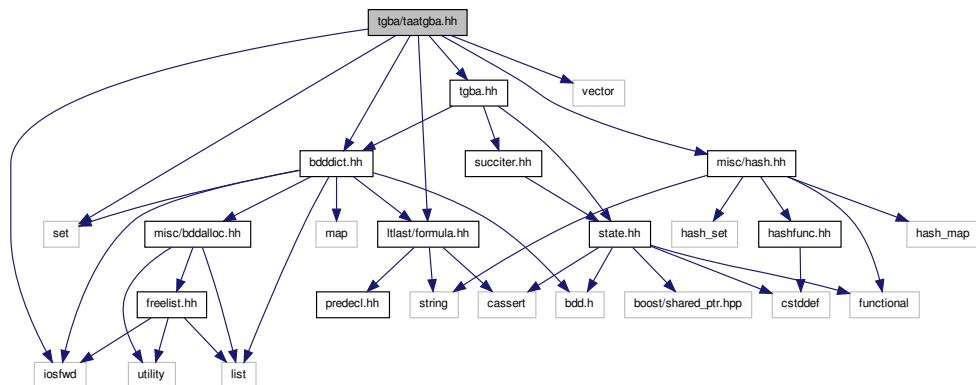 tgba/taatgba.hh
tgba.hh
vector
bdddict.hh
succiter.hh
misc/hash.hh
set
misc/bddalloc.hh
map
ltlast/formula.hh
state.hh
hash_set
hashfunc.hh
hash_map
freelist.hh
predecl.hh
string
cassert
bdd.h
boost/shared_ptr.hpp
cstddef
functional
iosfwd
utility
list